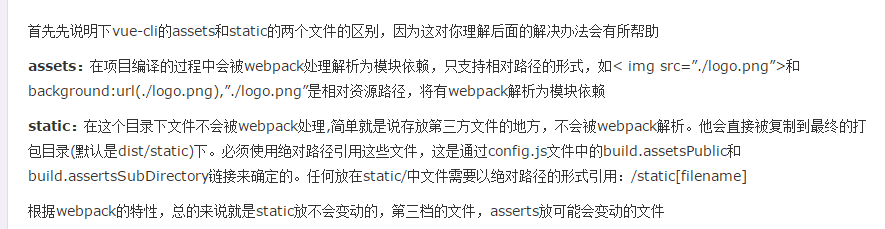 首先先说明下vue-cli的assets和static的两个文件的区别，因为这对你理解后面的解决办法会有所帮助
assets：在项目编译的过程中会被webpack处理解析为模块依赖，只支持相对路径的形式，如< img src=”./logo.png”>和
background:url(./logo.png),”./logo.png”是相对资源路径，将有webpack解析为模块依赖
static：在这个目录下文件不会被webpack处理,简单就是说存放第三方文件的地方，不会被webpack解析。他会直接被复制到最终的打
包目录(默认是dist/static)下。必须使用绝对路径引用这些文件，这是通过config.js文件中的build.assetsPublic和
build.assertsSubDirectory链接来确定的。任何放在static/中文件需要以绝对路径的形式引用：/static[filename]
根据webpack的特性，总的来说就是static放不会变动的，第三档的文件，asserts放可能会变动的文件